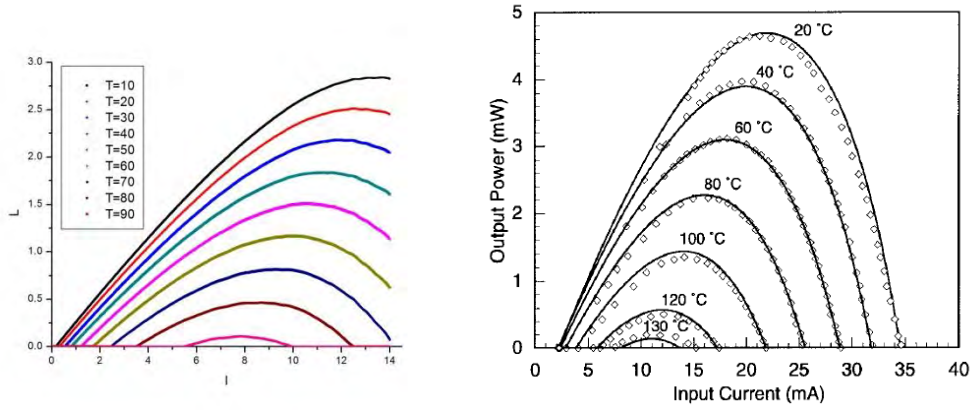 3.0
2.5
2.0
1.5
1.0
0.5
0.0
L
T=10
T=20
T=30
T=40
T=50
T=60
T=70
T=80
T=90
0 2 4 6 8 10 12 14
I
5
4
3
2
1
0
Output Power (mW)
20 °C
40 °C
60 °C
80 °C
100 °C
120 °C
130 °C
0 5 10 15 20 25 30 35 40
Input Current (mA)